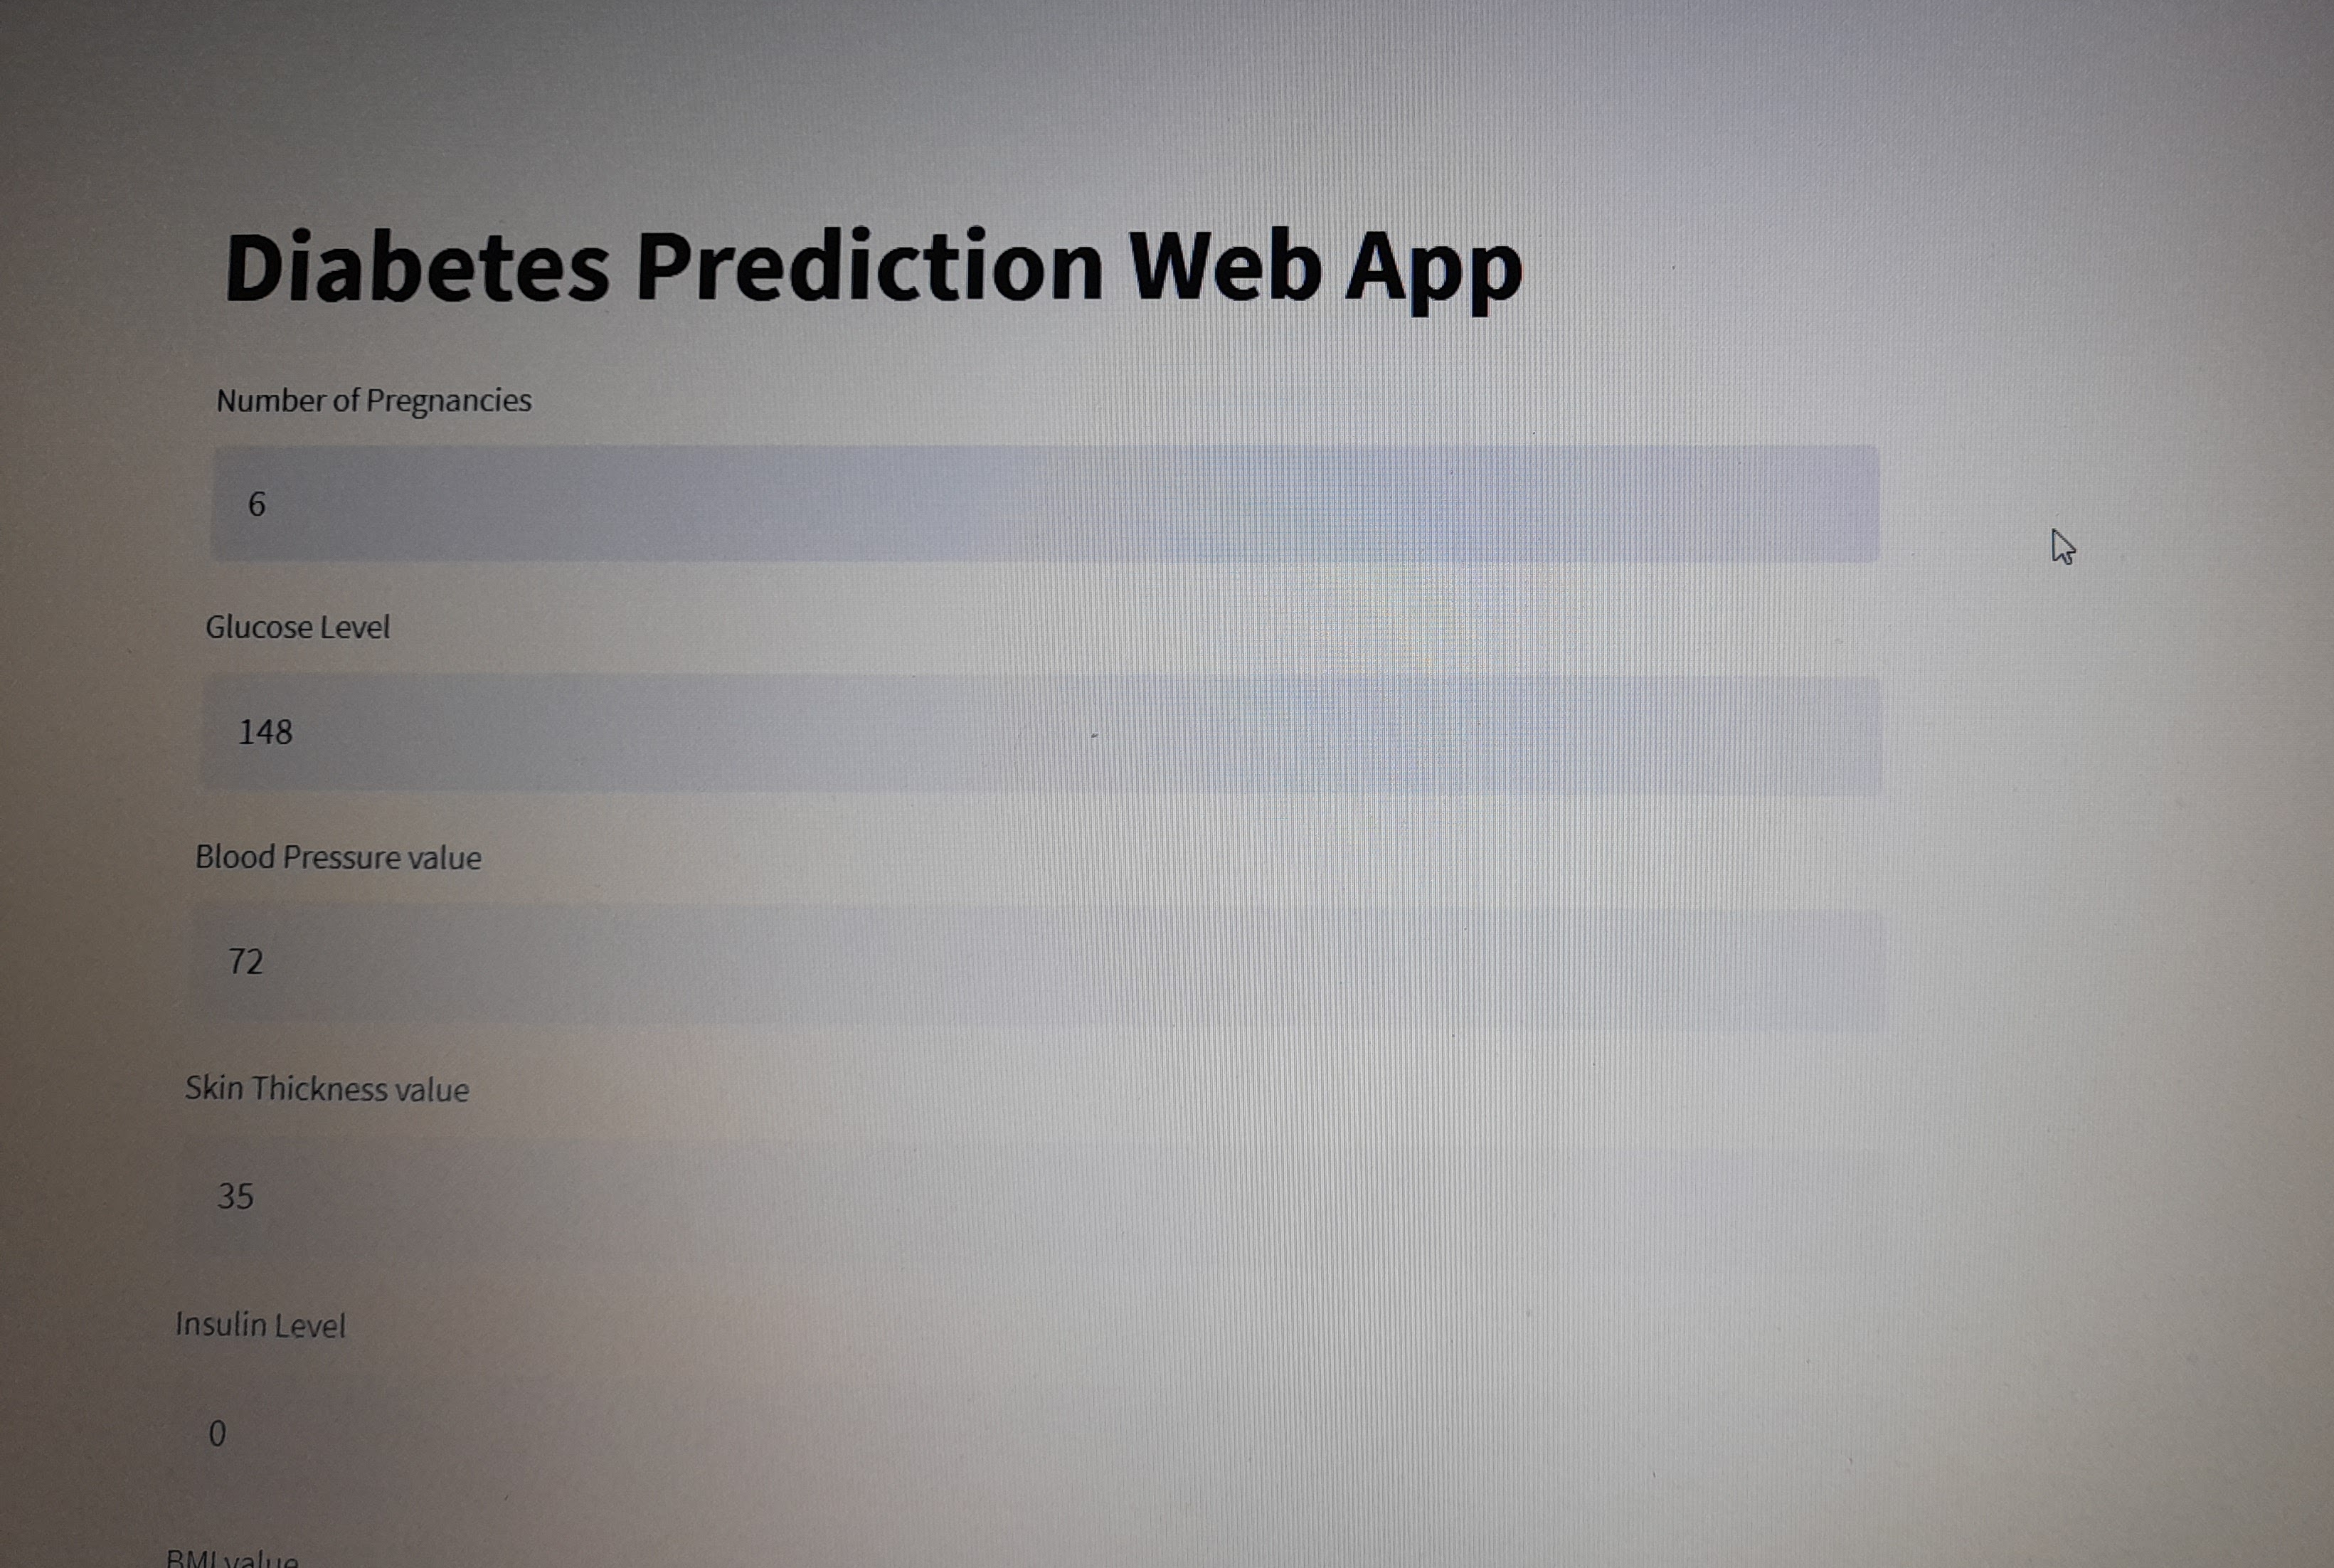 Diabetes Prediction Web App
Number of Pregnancies
6
Glucose Level
148
Blood Pressure value
72
Skin Thickness value
35
Insulin Level
0
BMI value